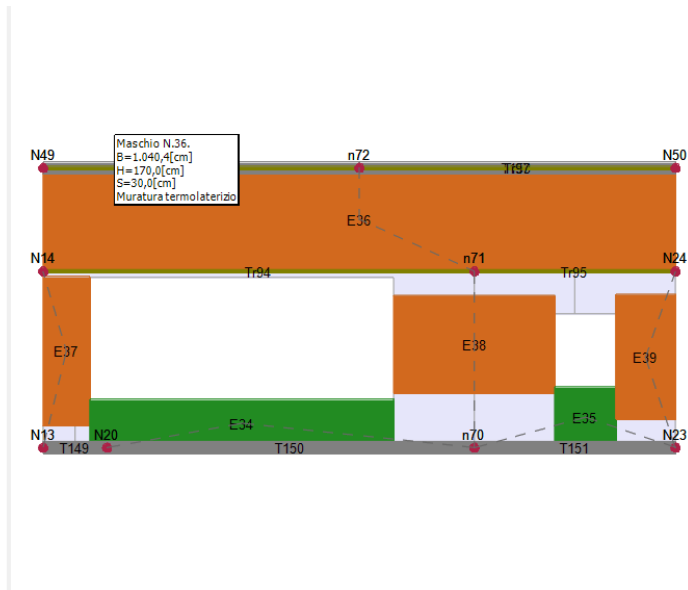 N49
n72
N50
Maschio N.36.
B=1.040,4[cm]
H=170,0[cm]
S=30,0[cm]
Muratura termolaterizio
E36
N14
n71
N24
Tr94
Tr95
E37
E38
E39
N13
N20
E34
n70
E35
N23
T149
T150
T151